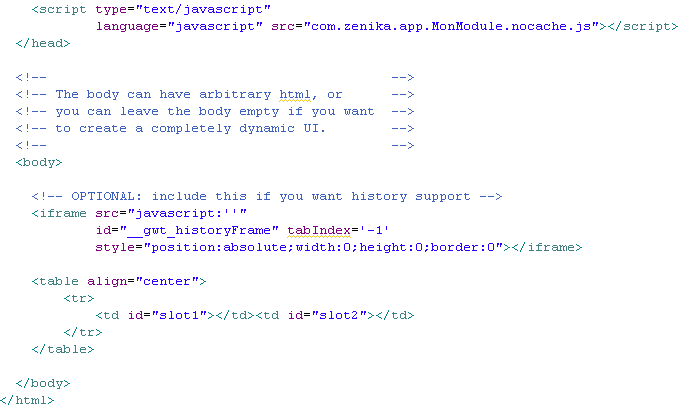 <script type="text/javascript"
language="javascript" src="com.zenika.app.MonModule.nocache.js"></script>
</head>
<!-- -->
<!-- The body can have arbitrary html, or -->
<!-- you can leave the body empty if you want -->
<!-- to create a completely dynamic UI. -->
<!-- -->
<body>
<!-- OPTIONAL: include this if you want history support -->
<iframe src="javascript:''"
id="__gwt_historyFrame" tabIndex='-1'
style="position:absolute;width:0;height:0;border:0"></iframe>
<table align="center">
<tr>
<td id="slot1"></td><td id="slot2"></td>
</tr>
</table>
</body>
</html>